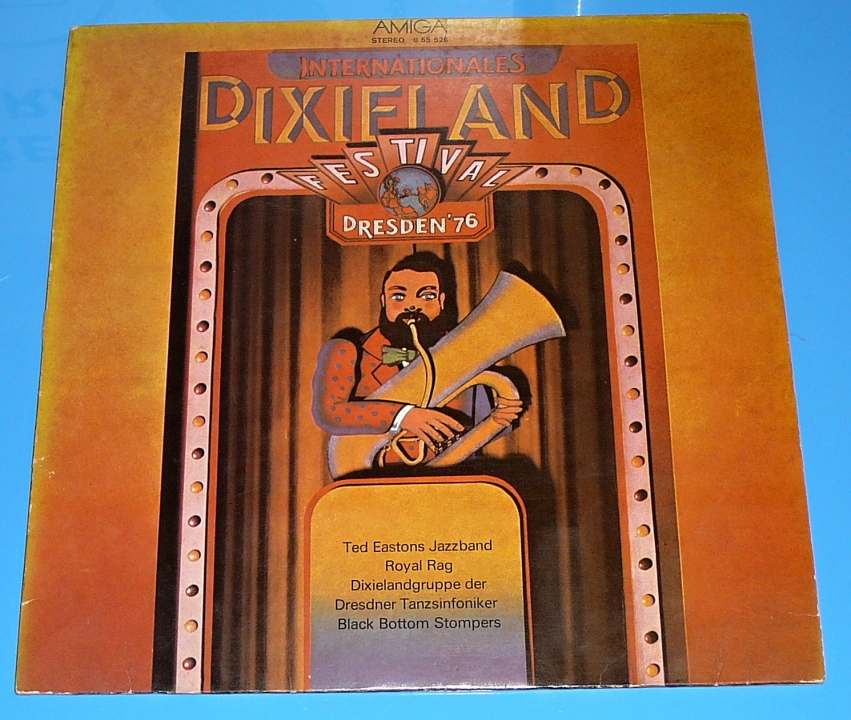 AMIGA
STEREO 8 55 526
INTERNATIONALES
DIXIELAND
FESTIVAL
DRESDEN'76
Ted Eastons Jazzband
Royal Rag
Dixielandgruppe der
Dresdner Tanzsinfoniker
Black Bottom Stompers